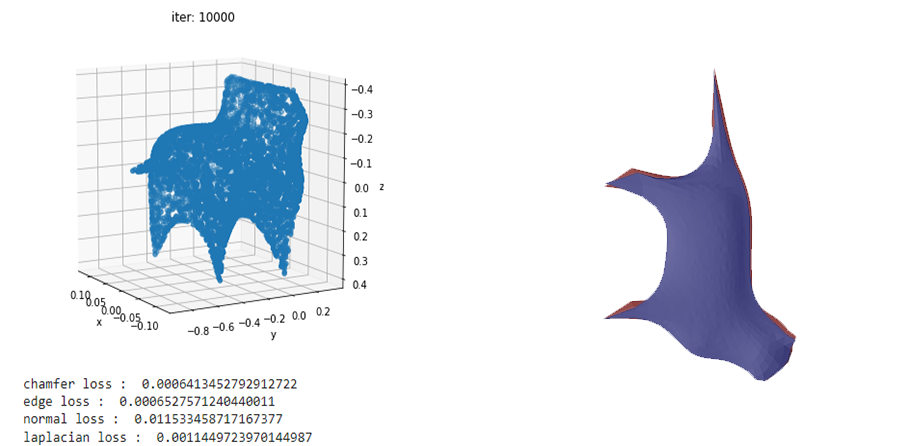 iter: 10000
−0.4
−0.3
−0.2
−0.1
0.0
0.1
0.2
0.3
0.4
z
0.10
0.05
0.00
−0.05
−0.10
x
−0.8
−0.6
−0.4
−0.2
0.0
0.2
y
chamfer loss :  0.0006413452792912722
edge loss :  0.0006527571240440011
normal loss :  0.011533458717167377
laplacian loss :  0.0011449723970144987